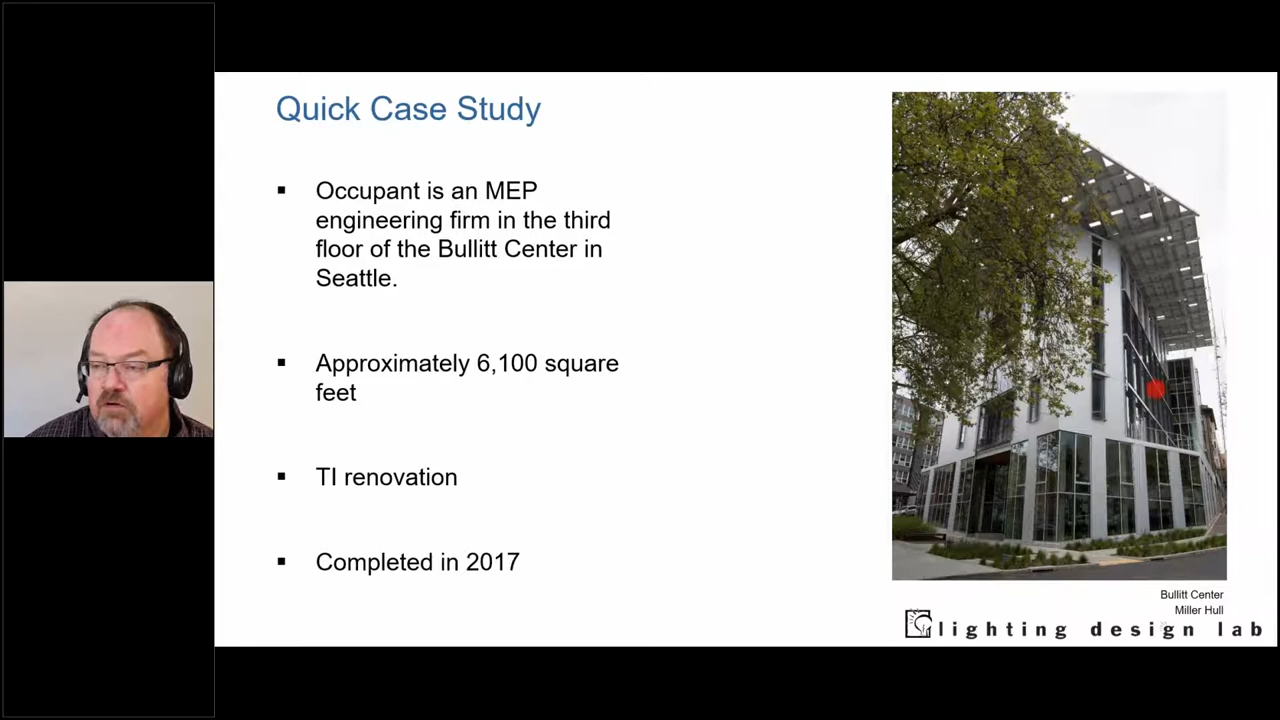 Quick Case Study
▪ Occupant is an MEP
engineering firm in the third
floor of the Bullitt Center in
Seattle.
▪ Approximately 6,100 square
feet
▪ TI renovation
▪ Completed in 2017
Bullitt Center
Miller Hull
lighting design lab